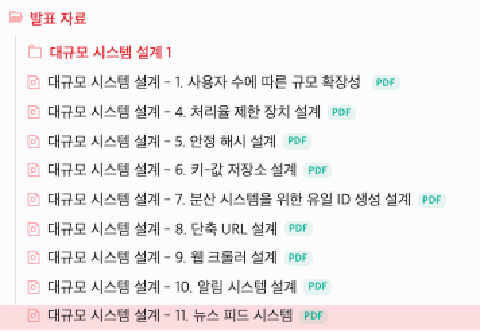 발표 자료
대규모 시스템 설계 1
대규모 시스템 설계 - 1. 사용자 수에 따른 규모 확장성 PDF
대규모 시스템 설계 - 4. 처리율 제한 장치 설계 PDF
대규모 시스템 설계 - 5. 안정 해시 설계 PDF
대규모 시스템 설계 - 6. 키-값 저장소 설계 PDF
대규모 시스템 설계 - 7. 분산 시스템을 위한 유일 ID 생성 설계 PDF
대규모 시스템 설계 - 8. 단축 URL 설계 PDF
대규모 시스템 설계 - 9. 웹 크롤러 설계 PDF
대규모 시스템 설계 - 10. 알림 시스템 설계 PDF
대규모 시스템 설계 - 11. 뉴스 피드 시스템 PDF